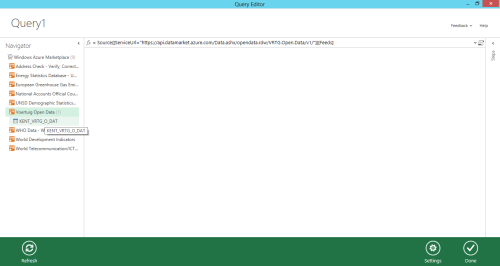 Query Editor
Query1
Feedback
Help
Navigator
= Source{[ServiceUrl="https://api.datamarket.azure.com/Data.ashx/opendata.rdw/VRTG.Open.Data/v1/"]}[Feeds]
Steps
Windows Azure Marketplace [9]
Address Check - Verify, Correct...
Energy Statistics Database - U...
European Greenhouse Gas Emi...
National Accounts Official Cou...
UNSD Demographic Statistics...
Voertuig Open Data [1]
KENT_VRTG_O_DAT
WHO Data - W
KENT_VRTG_O_DAT
World Development Indicators
World Telecommunication/ICT...
Refresh
Settings
Done